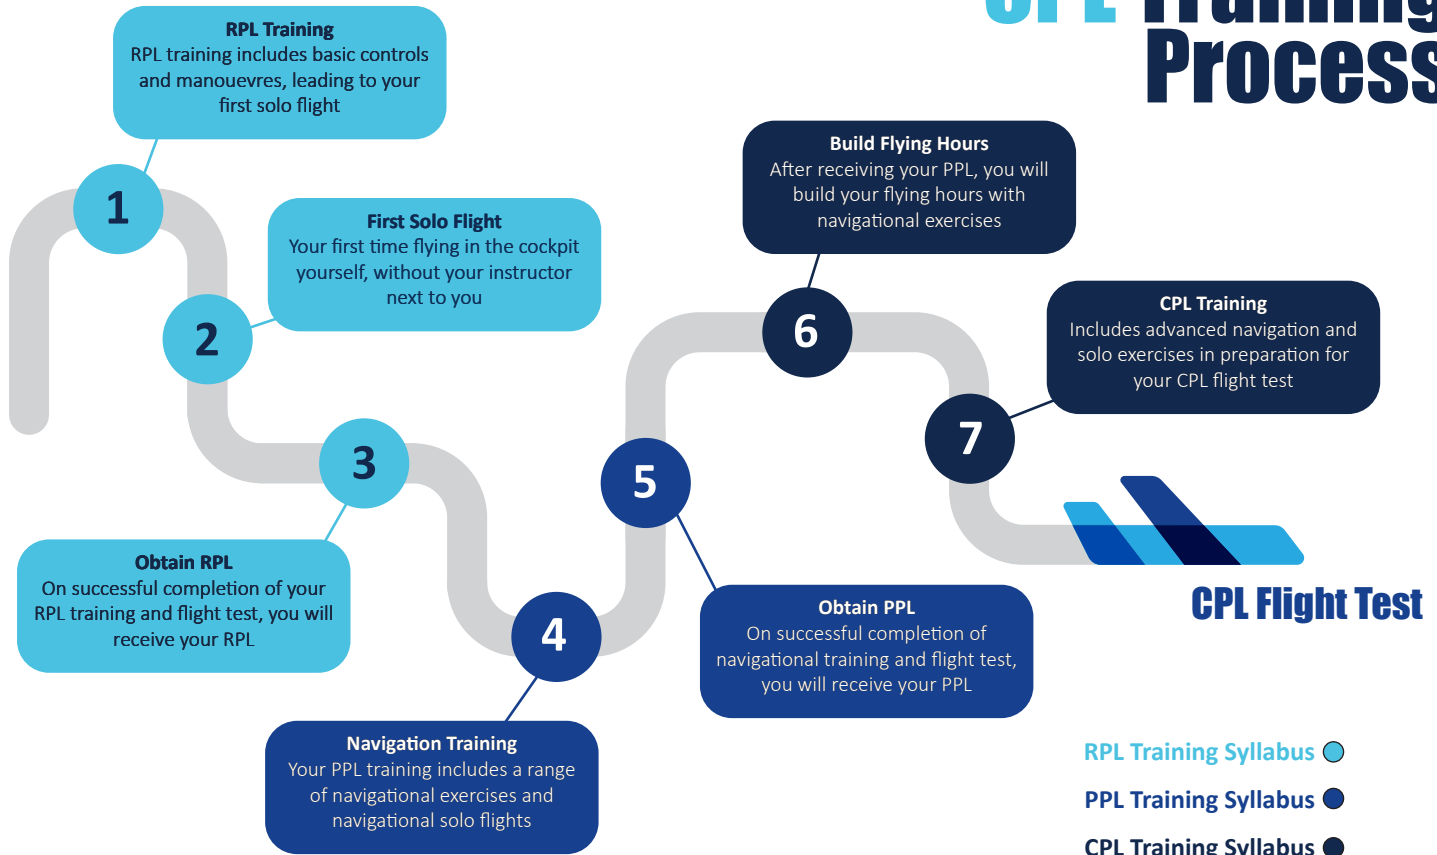 CPL Training
Process
RPL Training
RPL training includes basic controls
and manouevres, leading to your
first solo flight
1
First Solo Flight
Your first time flying in the cockpit
yourself, without your instructor
next to you
2
3
Obtain RPL
On successful completion of your
RPL training and flight test, you will
receive your RPL
4
Navigation Training
Your PPL training includes a range
of navigational exercises and
navigational solo flights
5
Obtain PPL
On successful completion of
navigational training and flight test,
you will receive your PPL
Build Flying Hours
After receiving your PPL, you will
build your flying hours with
navigational exercises
6
CPL Training
Includes advanced navigation and
solo exercises in preparation for
your CPL flight test
7
CPL Flight Test
RPL Training Syllabus
PPL Training Syllabus
CPL Training Syllabus